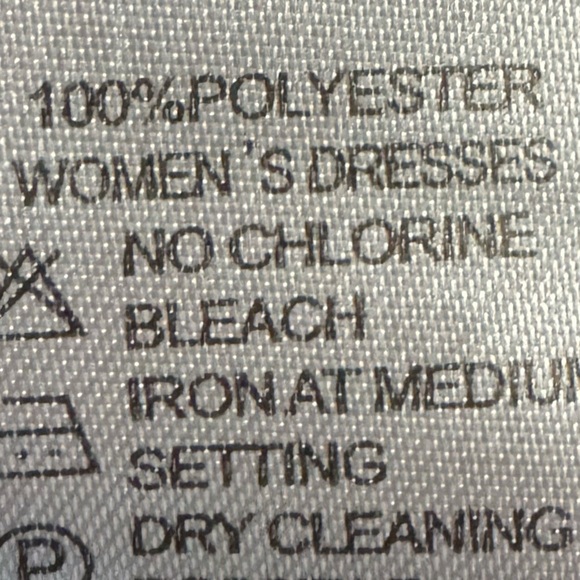 100%POLYESTER
WOMEN'S DRESSES
NO CHLORINE
BLEACH
IRON AT MEDIU
SETTING
P
DRY CLEANING